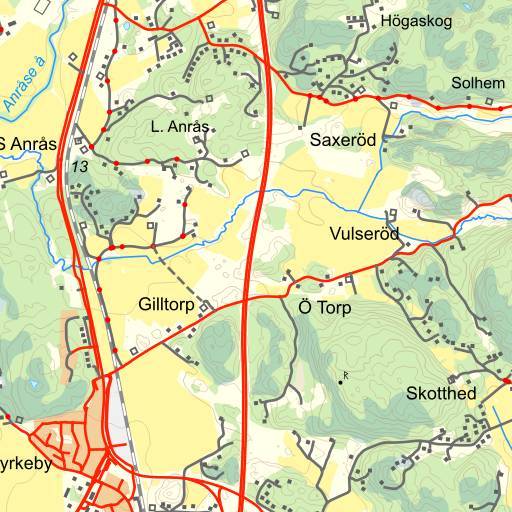 Högaskog
Anråse å
Solhem
L. Anrås
S Anrås
Saxeröd
13
Vulseröd
Gilltorp
Ö Torp
R
Skotthed
yrkeby